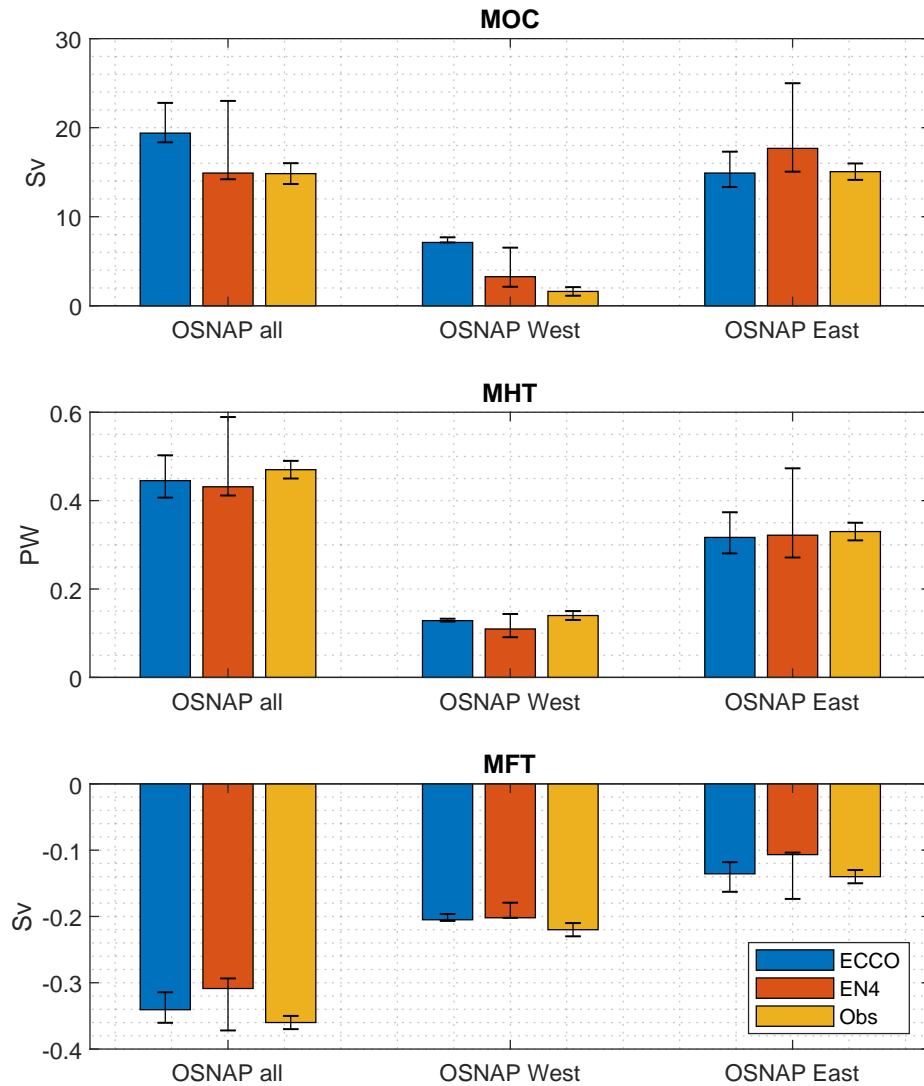 MOC
30
20
10
0
Sv
OSNAP all
OSNAP West
OSNAP East
MHT
0.6
0.4
0.2
0
PW
OSNAP all
OSNAP West
OSNAP East
MFT
0
-0.1
-0.2
-0.3
-0.4
Sv
ECCO
EN4
Obs
OSNAP all
OSNAP West
OSNAP East